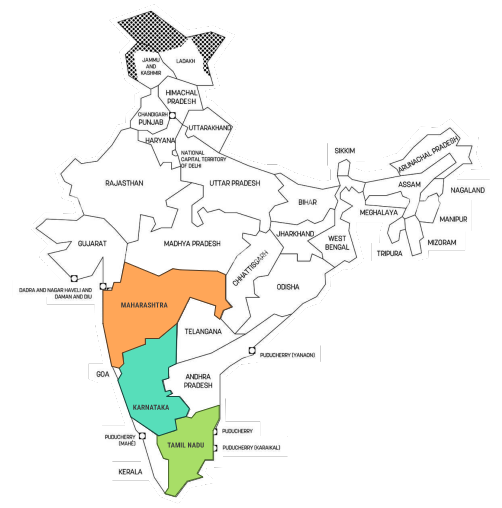 JAMMU
AND
KASHMIR
LADAKH
HIMACHAL
PRADESH
CHANDIGARH
PUNJAB
UTTARAKHAND
HARYANA
NATIONAL
CAPITAL TERRITORY
OF DELHI
SIKKIM
ARUNACHAL PRADESH
RAJASTHAN
UTTAR PRADESH
ASSAM
NAGALAND
BIHAR
MEGHALAYA
MANIPUR
GUJARAT
MADHYA PRADESH
JHARKHAND
WEST
BENGAL
TRIPURA
MIZORAM
CHHATTISGARH
DADRA AND NAGAR HAVELI AND
DAMAN AND DIU
ODISHA
MAHARASHTRA
TELANGANA
PUDUCHERRY (YANAON)
GOA
ANDHRA
PRADESH
KARNATAKA
PUDUCHERRY
(MAHÉ)
TAMIL NADU
PUDUCHERRY
PUDUCHERRY (KARAIKAL)
KERALA